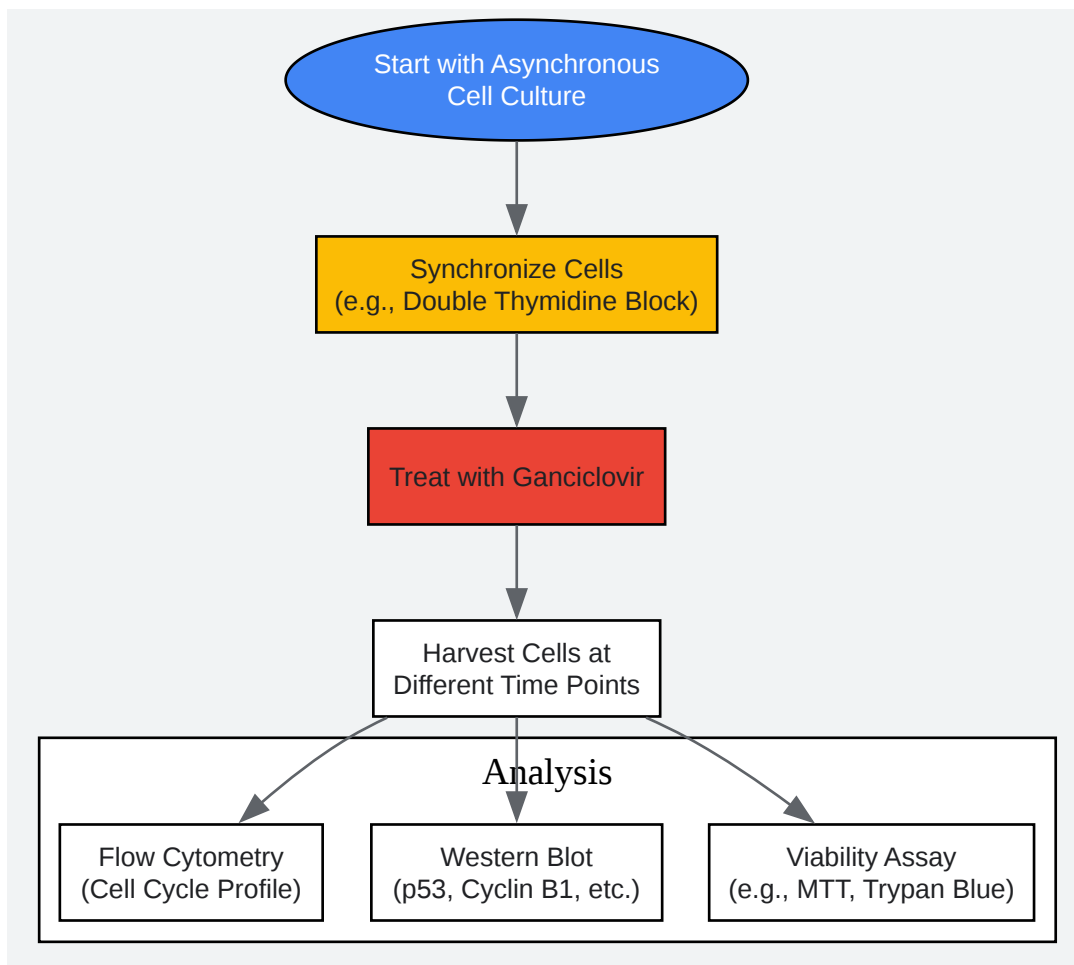 Start with Asynchronous
Cell Culture
Synchronize Cells
(e.g., Double Thymidine Block)
Treat with Ganciclovir
Harvest Cells at
Different Time Points
Analysis
Flow Cytometry
(Cell Cycle Profile)
Western Blot
(p53, Cyclin B1, etc.)
Viability Assay
(e.g., MTT, Trypan Blue)